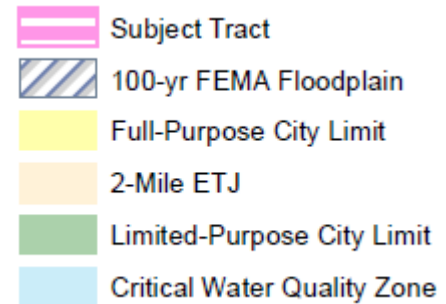 Subject Tract
100-yr FEMA Floodplain
Full-Purpose City Limit
2-Mile ETJ
Limited-Purpose City Limit
Critical Water Quality Zone